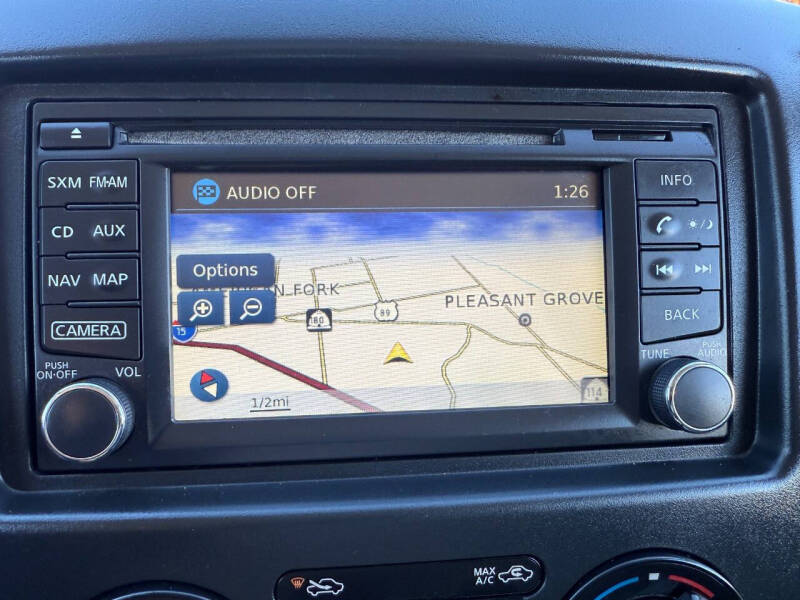 AUDIO OFF 1:26
SXM FM·AM
CD AUX
NAV MAP
CAMERA
PUSH
ON·OFF
VOL
Options
FORK
PLEASANT GROVE
15
180
89
114
1/2mi
INFO
BACK
TUNE
PUSH
AUDIO
MAX
A/C